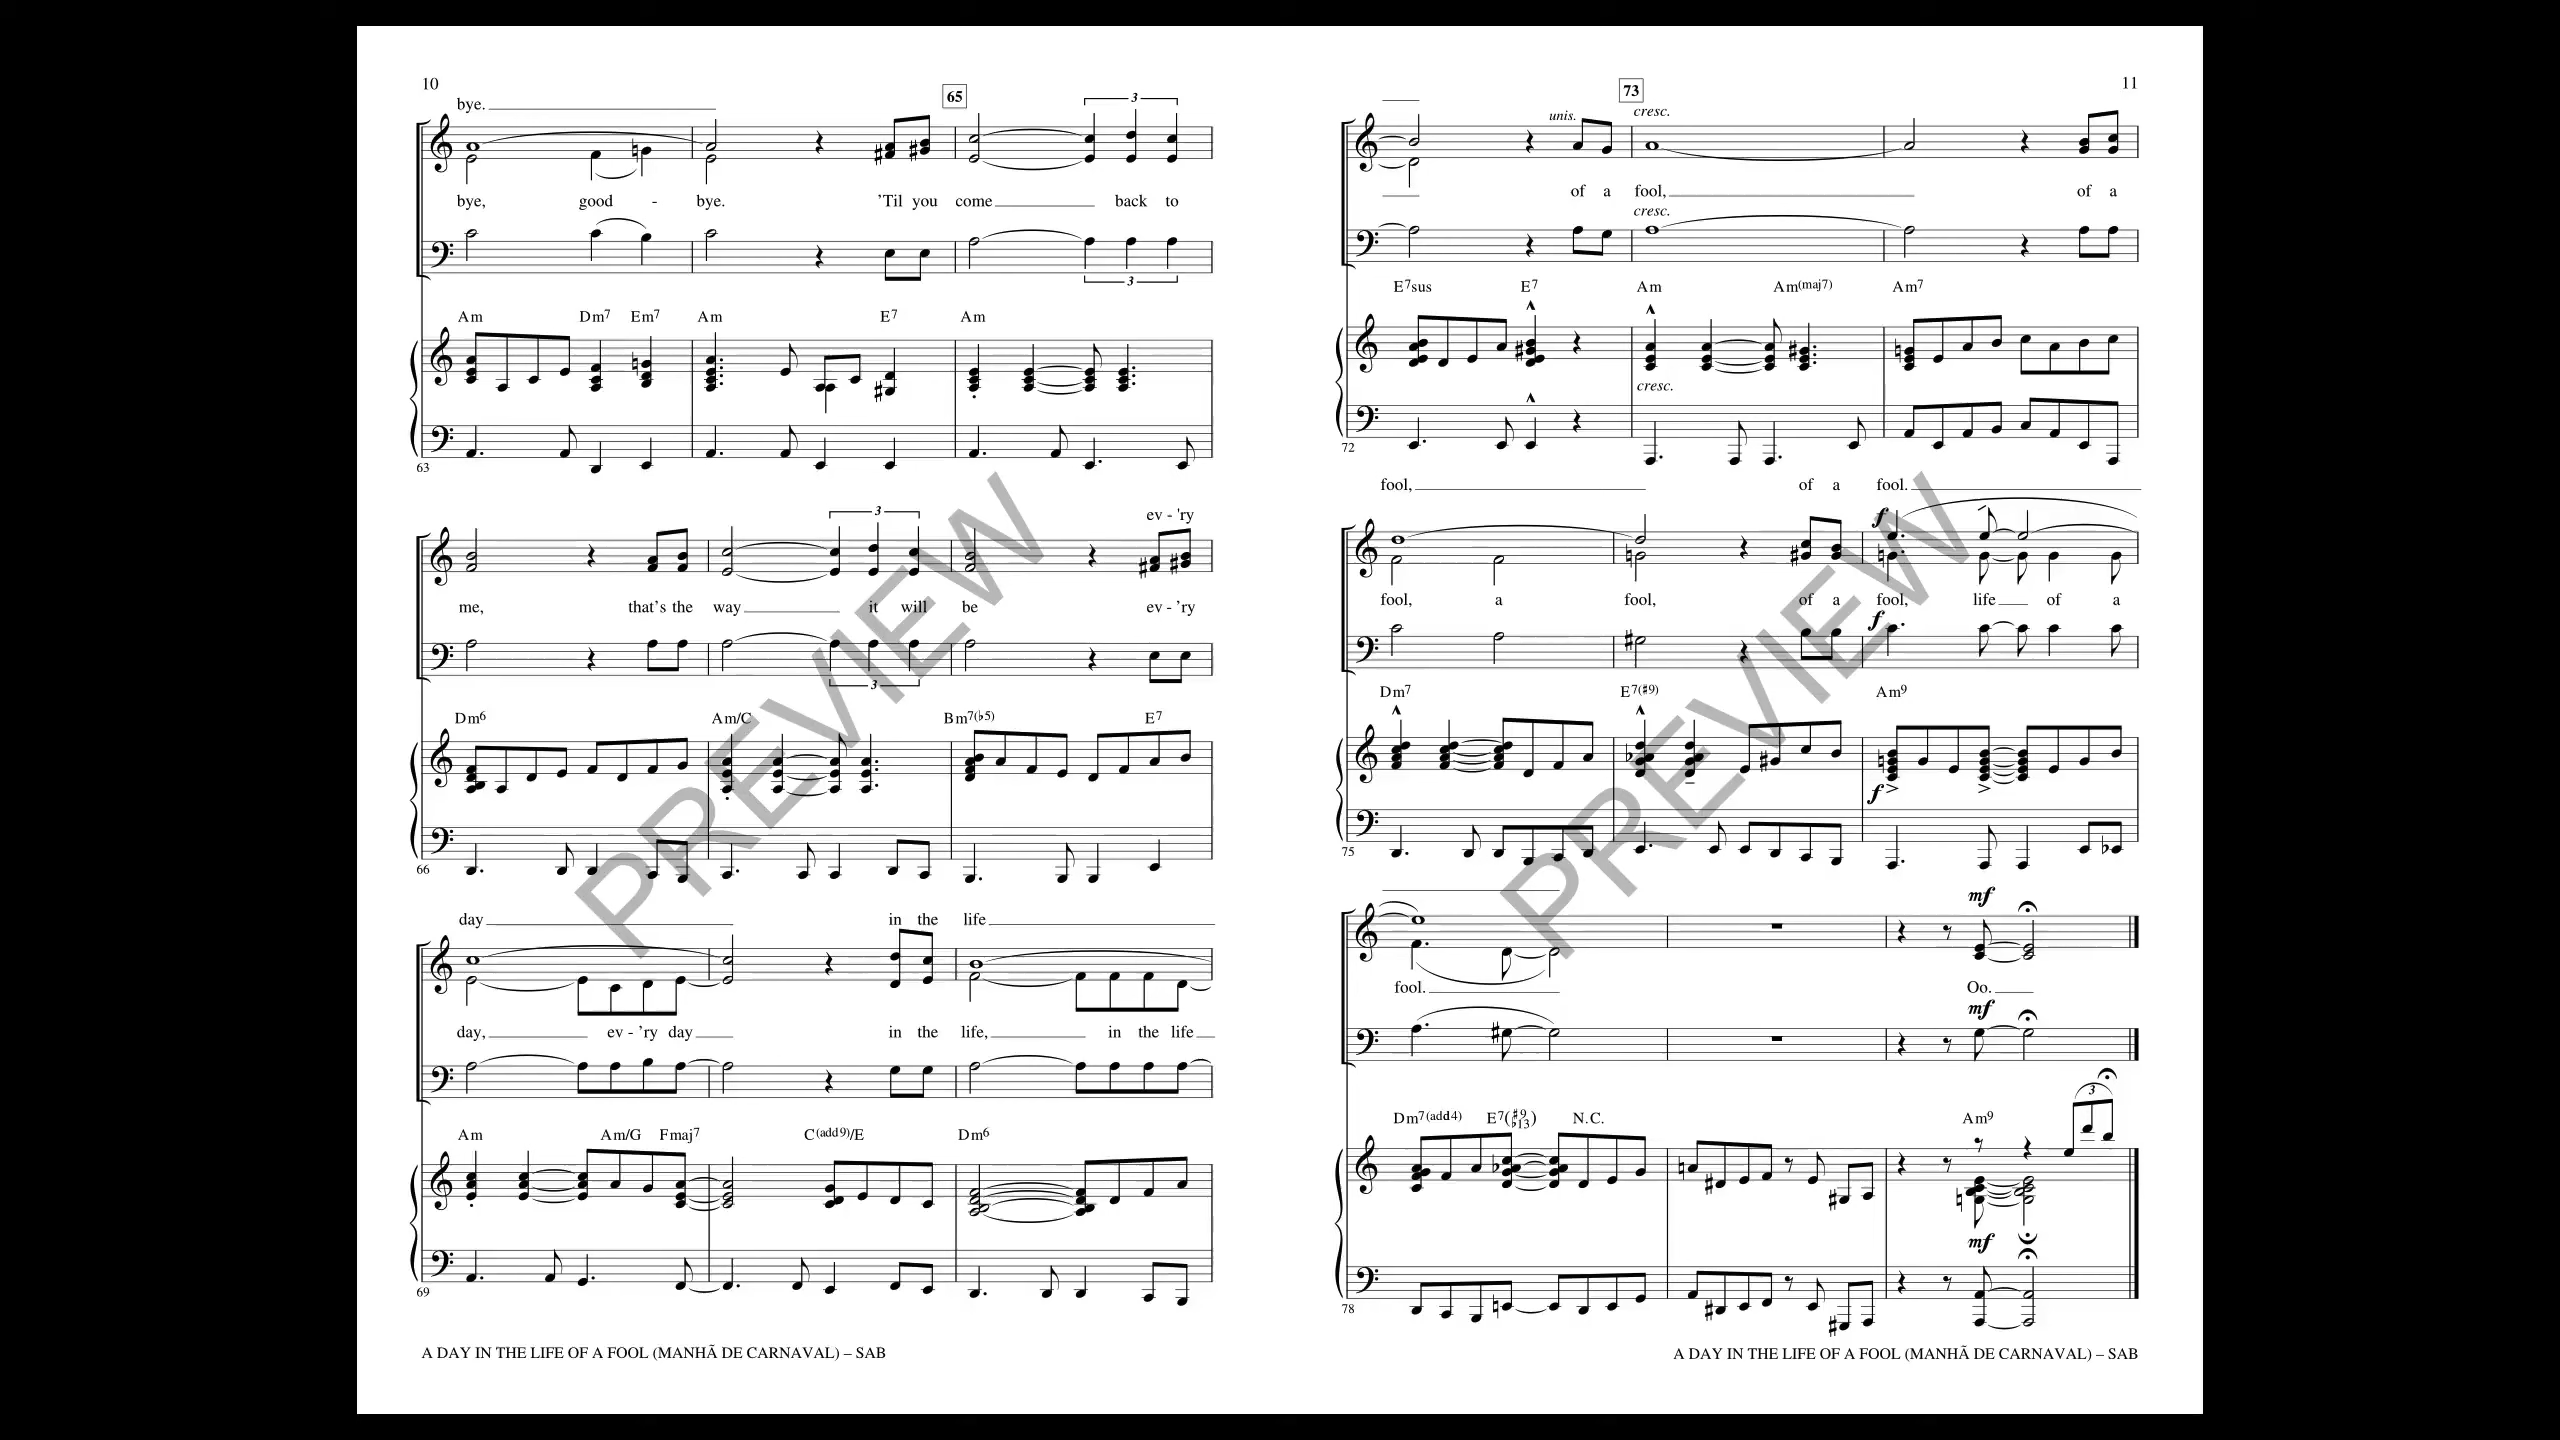 10
bye.
65
3
bye, good - bye. 'Til you come back to
3
Am Dm7 Em7 Am E7 Am
63
3
ev - 'ry
me, that's the way it will be ev - 'ry
3
Dm6 Am/C Bm7(♭5) E7
66
day in the life
day, ev - 'ry day in the life, in the life
Am Am/G Fmaj7 C(add9)/E Dm6
69
A DAY IN THE LIFE OF A FOOL (MANHÃ DE CARNAVAL) – SAB
11
73
unis. cresc.
of a fool, of a
cresc.
E7sus E7 Am Am(maj7) Am7
cresc.
72
fool, of a fool.
f
fool, a fool, of a fool, life of a
f
Dm7 E7(♯9) Am9
f
75
mf
fool. Oo.
mf
3
Dm7(add4) E7(♯9♭13) N.C. Am9
mf
78
A DAY IN THE LIFE OF A FOOL (MANHÃ DE CARNAVAL) – SAB
PREVIEW
PREVIEW